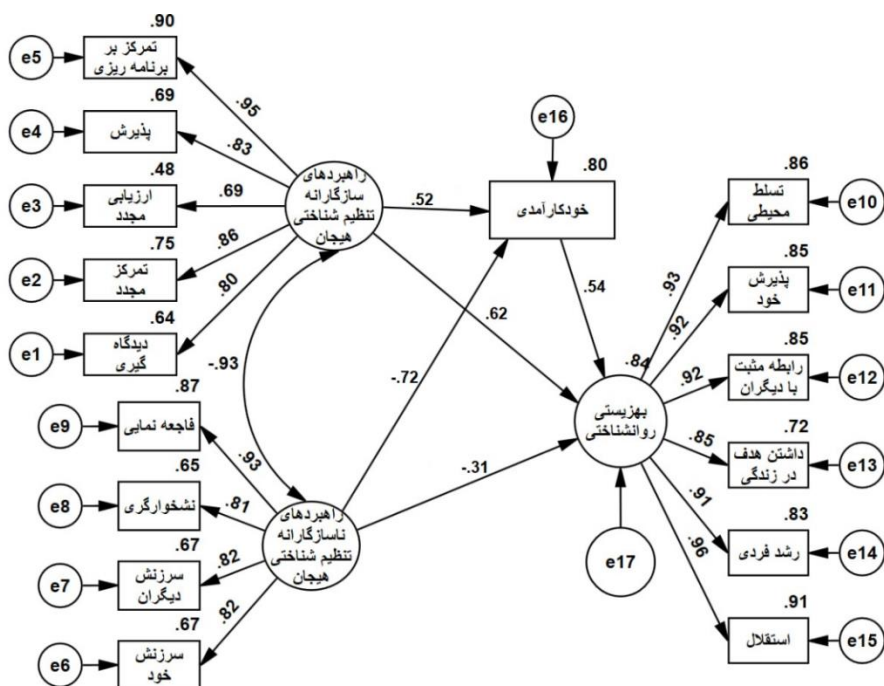 .90
e5
تمرکز بر
برنامه ریزی
.95
.69
e4
پذیرش
.83
.48
e3
ارزیابی
مجدد
.69
.75
e2
تمرکز
مجدد
.86
.64
e1
دیدگاه
گیری
.80
راهبردهای
سازگارانه
تنظیم شناختی
هیجان
-.93
.87
e9
فاجعه نمایی
.93
.65
e8
نشخوارگری
.81
.67
e7
سرزنش
دیگران
.82
.67
e6
سرزنش
خود
.82
راهبردهای
ناسازگارانه
تنظیم شناختی
هیجان
e16
.80
خودکارآمدی
.52
.54
.62
-.72
-.31
.84
بهزیستی
روانشناختی
e17
.86
تسلط
محیطی
e10
.93
.85
پذیرش
خود
e11
.92
.85
رابطه مثبت
با دیگران
e12
.92
.72
داشتن هدف
در زندگی
e13
.85
.83
رشد فردی
e14
.91
.91
استقلال
e15
.96